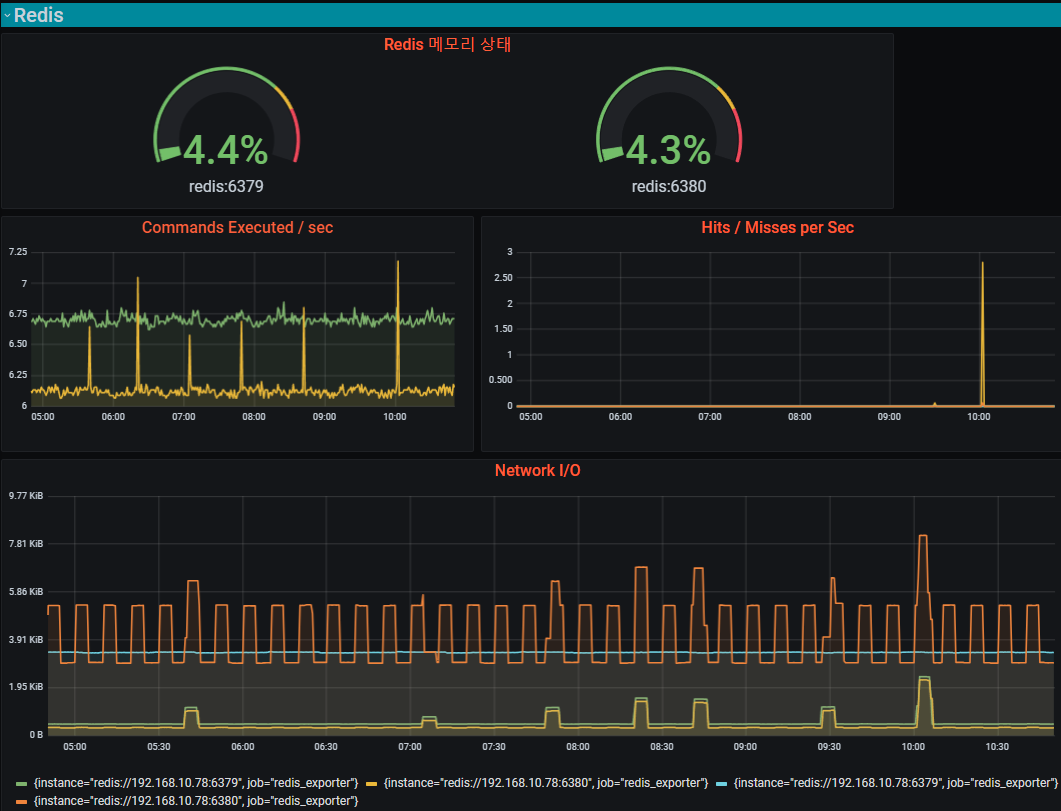 Redis
Redis 메모리 상태
4.4%
4.3%
redis:6379
redis:6380
Commands Executed / sec
7.25
7
6.75
6.50
6.25
6
05:00 06:00 07:00 08:00 09:00 10:00
Hits / Misses per Sec
3
2.50
2
1.50
1
0.500
0
05:00 06:00 07:00 08:00 09:00 10:00
Network I/O
9.77 KiB
7.81 KiB
5.86 KiB
3.91 KiB
1.95 KiB
0 B
05:00 05:30 06:00 06:30 07:00 07:30 08:00 08:30 09:00 09:30 10:00 10:30
{instance="redis://192.168.10.78:6379", job="redis_exporter"} {instance="redis://192.168.10.78:6380", job="redis_exporter"} {instance="redis://192.168.10.78:6379", job="redis_exporter"}
{instance="redis://192.168.10.78:6380", job="redis_exporter"}